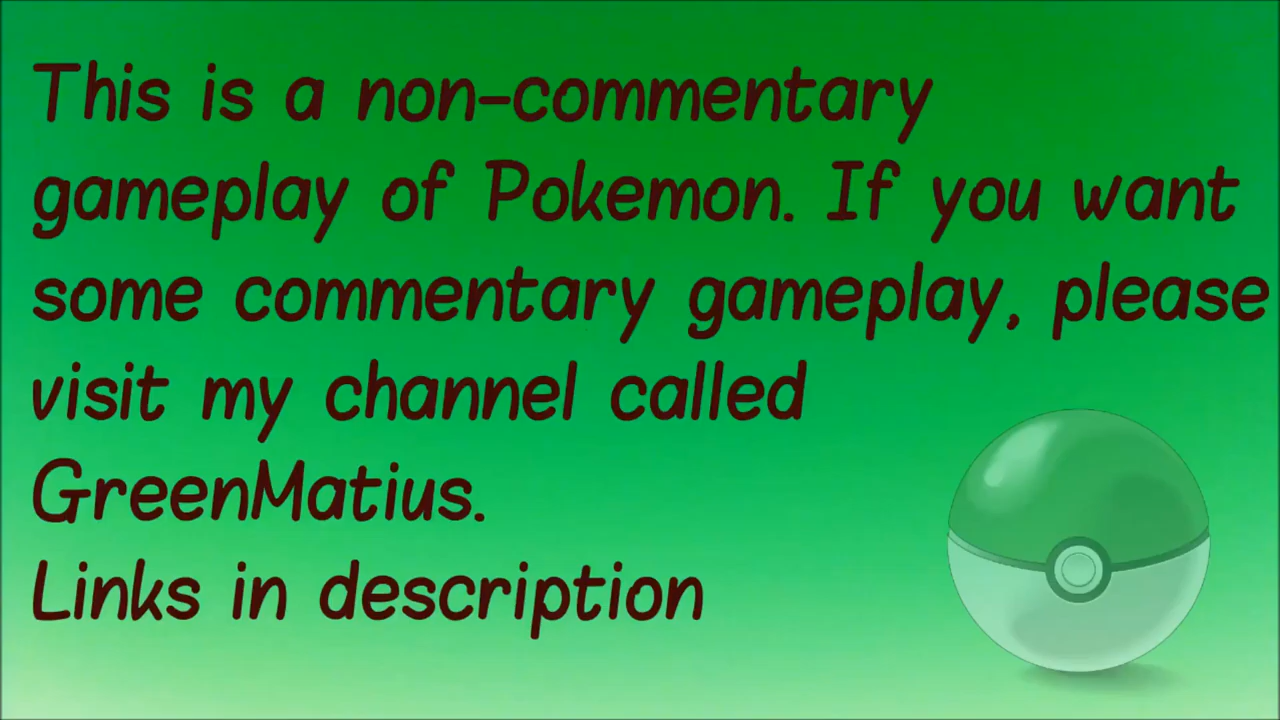 This is a non-commentary
gameplay of Pokemon. If you want
some commentary gameplay, please
visit my channel called
GreenMatius.
Links in description